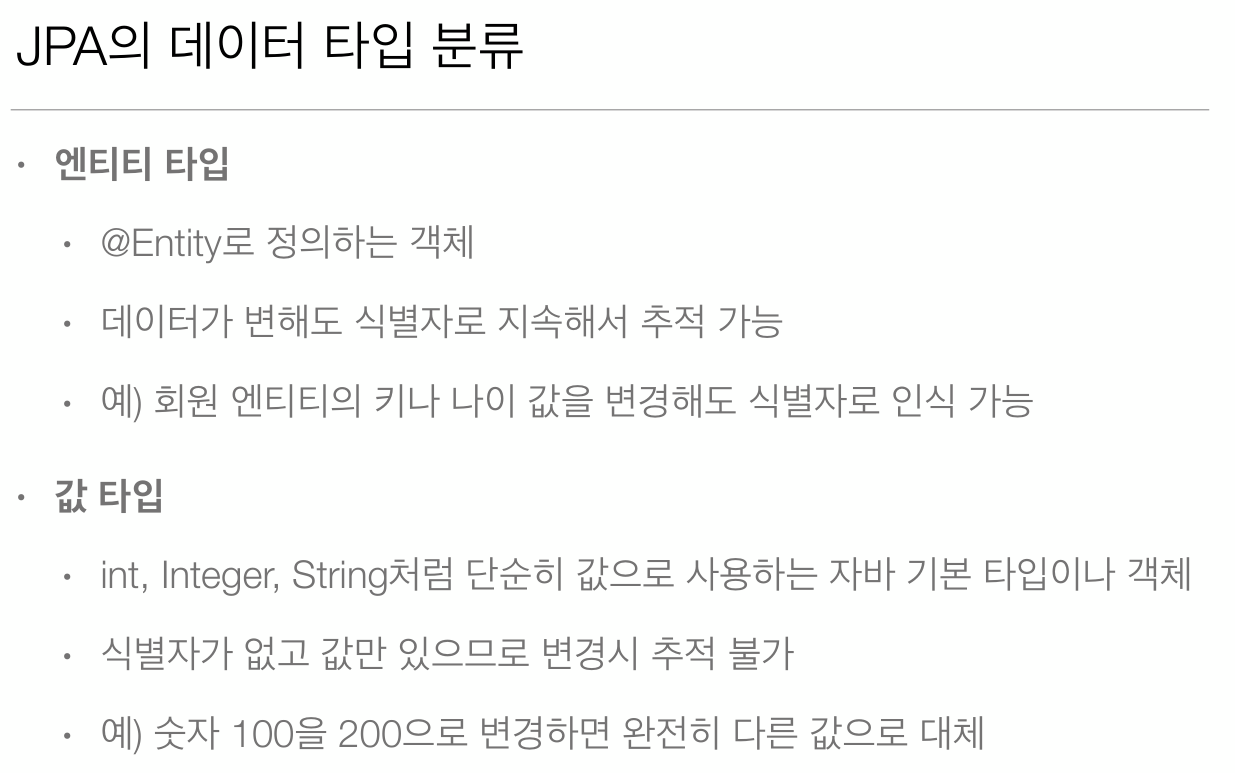 JPA의 데이터 타입 분류
• 엔티티 타입
• @Entity로 정의하는 객체
• 데이터가 변해도 식별자로 지속해서 추적 가능
• 예) 회원 엔티티의 키나 나이 값을 변경해도 식별자로 인식 가능
• 값 타입
• int, Integer, String처럼 단순히 값으로 사용하는 자바 기본 타입이나 객체
• 식별자가 없고 값만 있으므로 변경시 추적 불가
• 예) 숫자 100을 200으로 변경하면 완전히 다른 값으로 대체